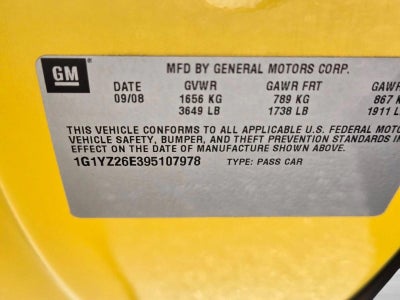 GM
MFD BY GENERAL MOTORS CORP.
DATE GVWR GAWR FRT GAWR
09/08 1656 KG 789 KG 867 K
3649 LB 1738 LB 1911 L
THIS VEHICLE CONFORMS TO ALL APPLICABLE U.S. FEDERAL MOTO
VEHICLE SAFETY, BUMPER, AND THEFT PREVENTION STANDARDS IN
EFFECT ON THE DATE OF MANUFACTURE SHOWN ABOVE.
1G1YZ26E395107978 TYPE: PASS CAR